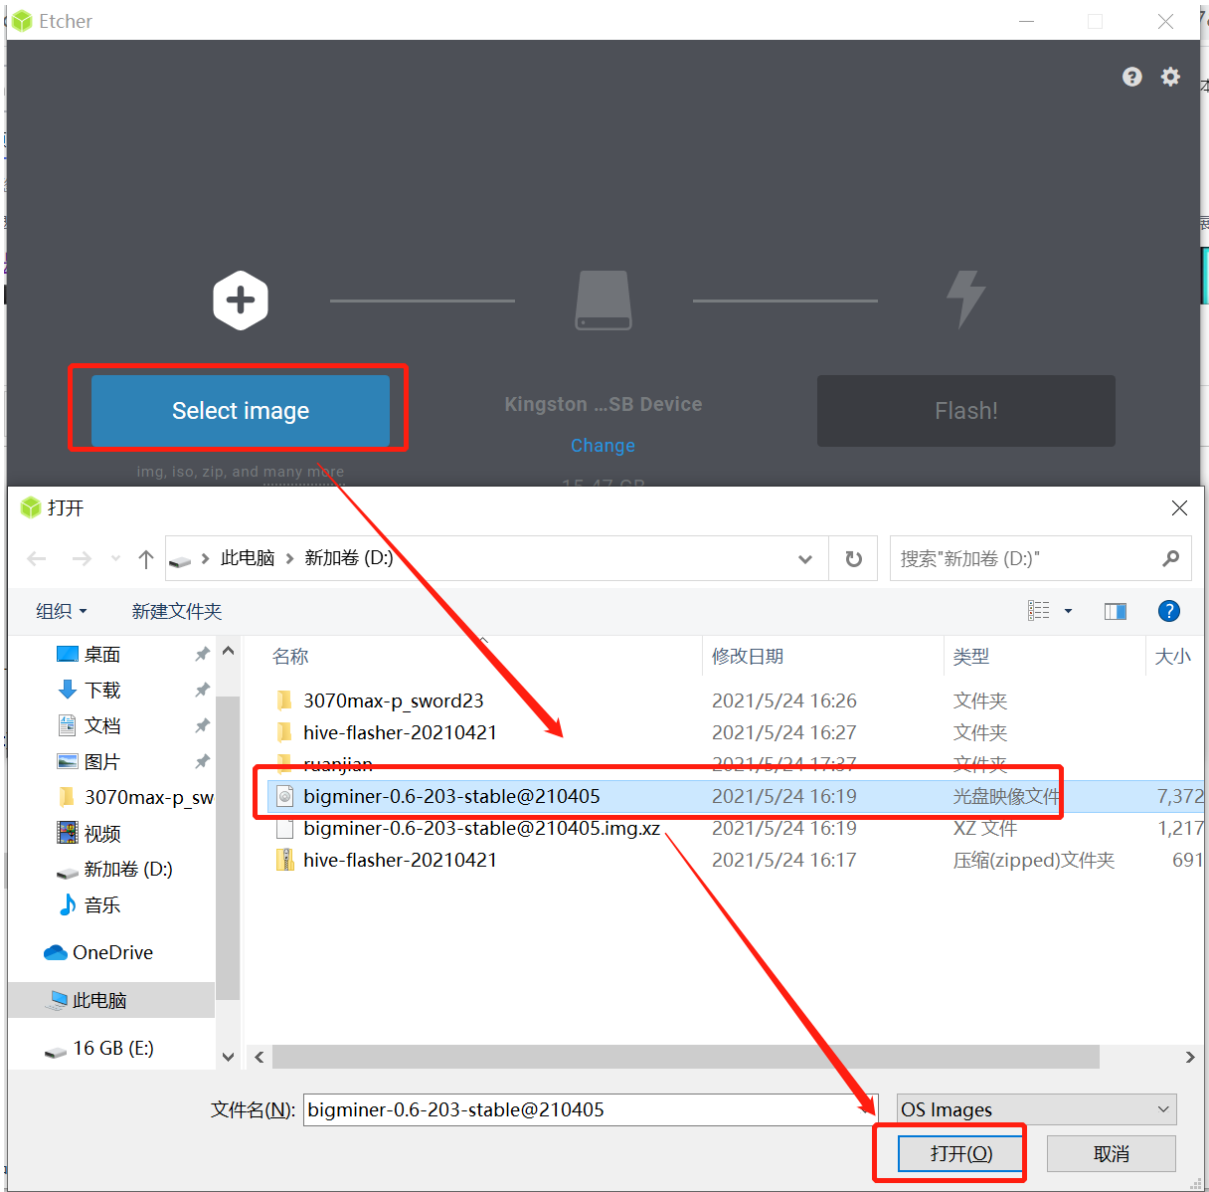 Etcher
Select image
img, iso, zip, and many more
Kingston ...SB Device
Change
15.47 GB
Flash!
打开
此电脑 > 新加卷 (D:)
搜索"新加卷 (D:)"
组织
新建文件夹
桌面
下载
文档
图片
3070max-p_sw
视频
新加卷 (D:)
音乐
OneDrive
此电脑
16 GB (E:)
名称 修改日期 类型 大小
3070max-p_sword23 2021/5/24 16:26 文件夹
hive-flasher-20210421 2021/5/24 16:27 文件夹
ruanjian 2021/5/24 17:37 文件夹
bigminer-0.6-203-stable@210405 2021/5/24 16:19 光盘映像文件 7,372
bigminer-0.6-203-stable@210405.img.xz 2021/5/24 16:19 XZ 文件 1,217
hive-flasher-20210421 2021/5/24 16:17 压缩(zipped)文件夹 691
文件名(N): bigminer-0.6-203-stable@210405
OS Images
打开(O)
取消